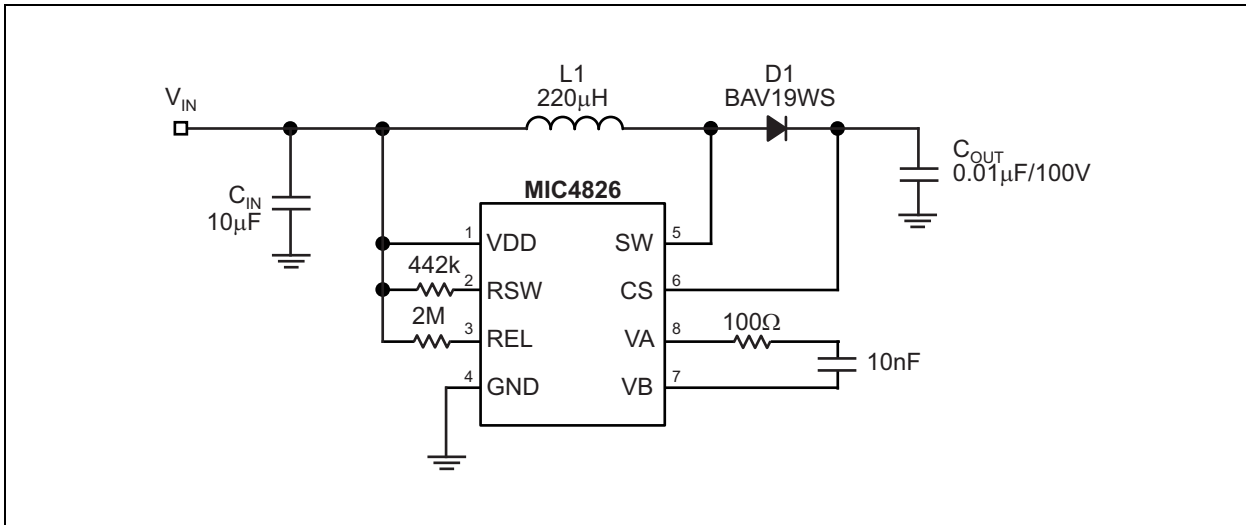 L1
220μH
D1
BAV19WS
V_IN
C_IN
10μF
C_OUT
0.01μF/100V
MIC4826
1
VDD
SW
5
442k
2
RSW
CS
6
2M
3
REL
VA
8
100Ω
10nF
4
GND
VB
7